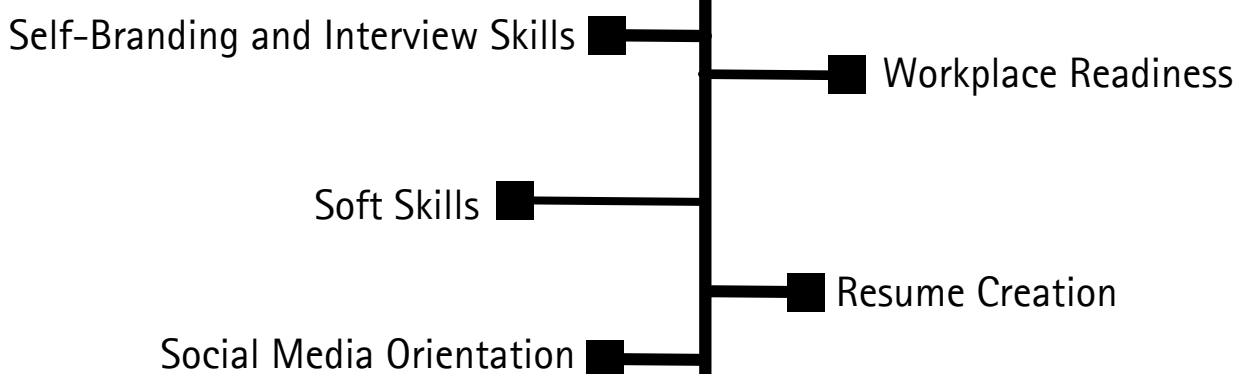 Self-Branding and Interview Skills
Workplace Readiness
Soft Skills
Resume Creation
Social Media Orientation